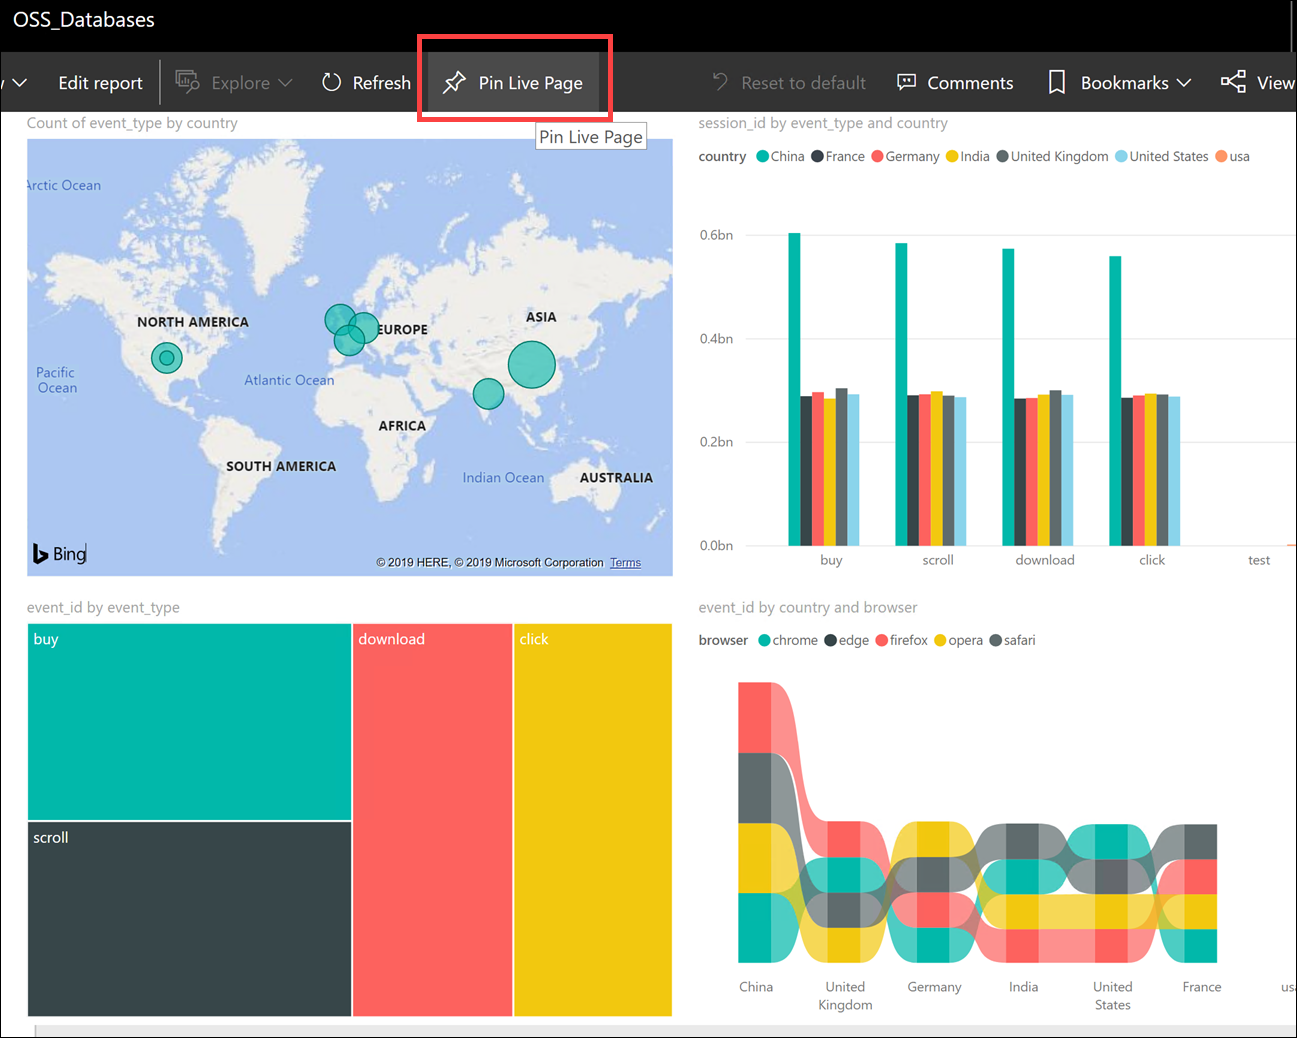 OSS_Databases
Edit report
Explore
Refresh
Pin Live Page
Reset to default
Comments
Bookmarks
View
Pin Live Page
Count of event_type by country
Arctic Ocean
NORTH AMERICA
EUROPE
ASIA
Pacific
Ocean
Atlantic Ocean
AFRICA
SOUTH AMERICA
Indian Ocean
AUSTRALIA
Bing
© 2019 HERE, © 2019 Microsoft Corporation Terms
session_id by event_type and country
country China France Germany India United Kingdom United States usa
0.6bn
0.4bn
0.2bn
0.0bn
buy scroll download click test
event_id by event_type
buy
download
click
scroll
event_id by country and browser
browser chrome edge firefox opera safari
China United Kingdom Germany India United States France